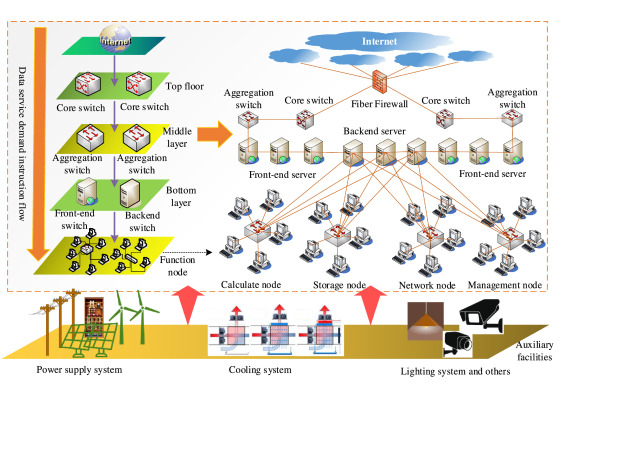 Internet
Data service demand instruction flow
Top floor
Core switch
Core switch
Middle
layer
Aggregation
switch
Aggregation
switch
Bottom
layer
Front-end
switch
Backend
switch
Function
node
Internet
Fiber Firewall
Aggregation
switch
Core switch
Core switch
Aggregation
switch
Backend server
Front-end server
Front-end server
Calculate node
Storage node
Network node
Management node
Power supply system
Cooling system
Lighting system and others
Auxiliary
facilities